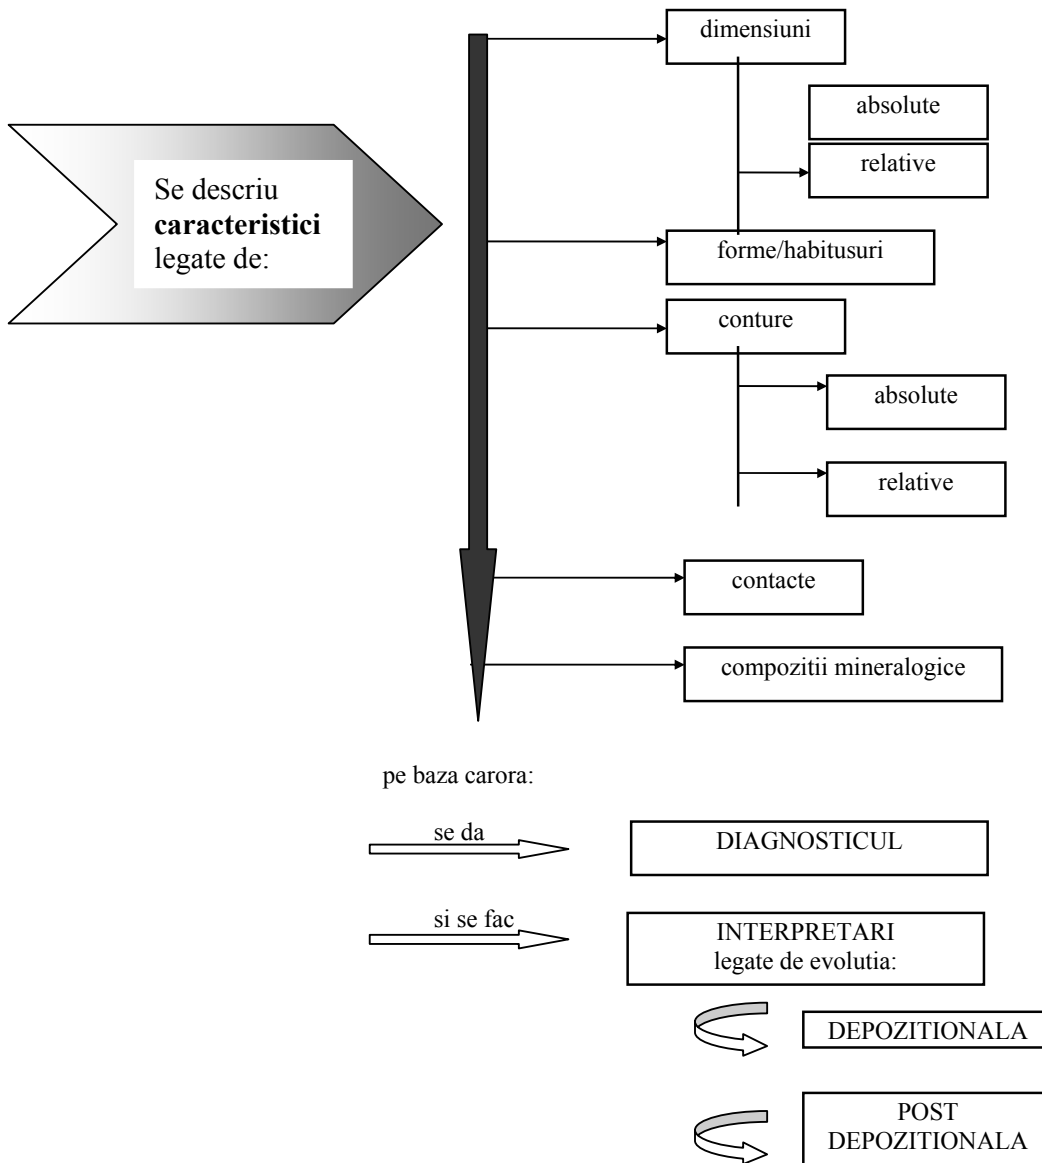 dimensiuni
absolute
relative
Se descriu
caracteristici
legate de:
forme/habitusuri
conture
absolute
relative
contacte
compozitii mineralogice
pe baza carora:
se da
DIAGNOSTICUL
si se fac
INTERPRETARI
legate de evolutia:
DEPOZITIONALA
POST
DEPOZITIONALA